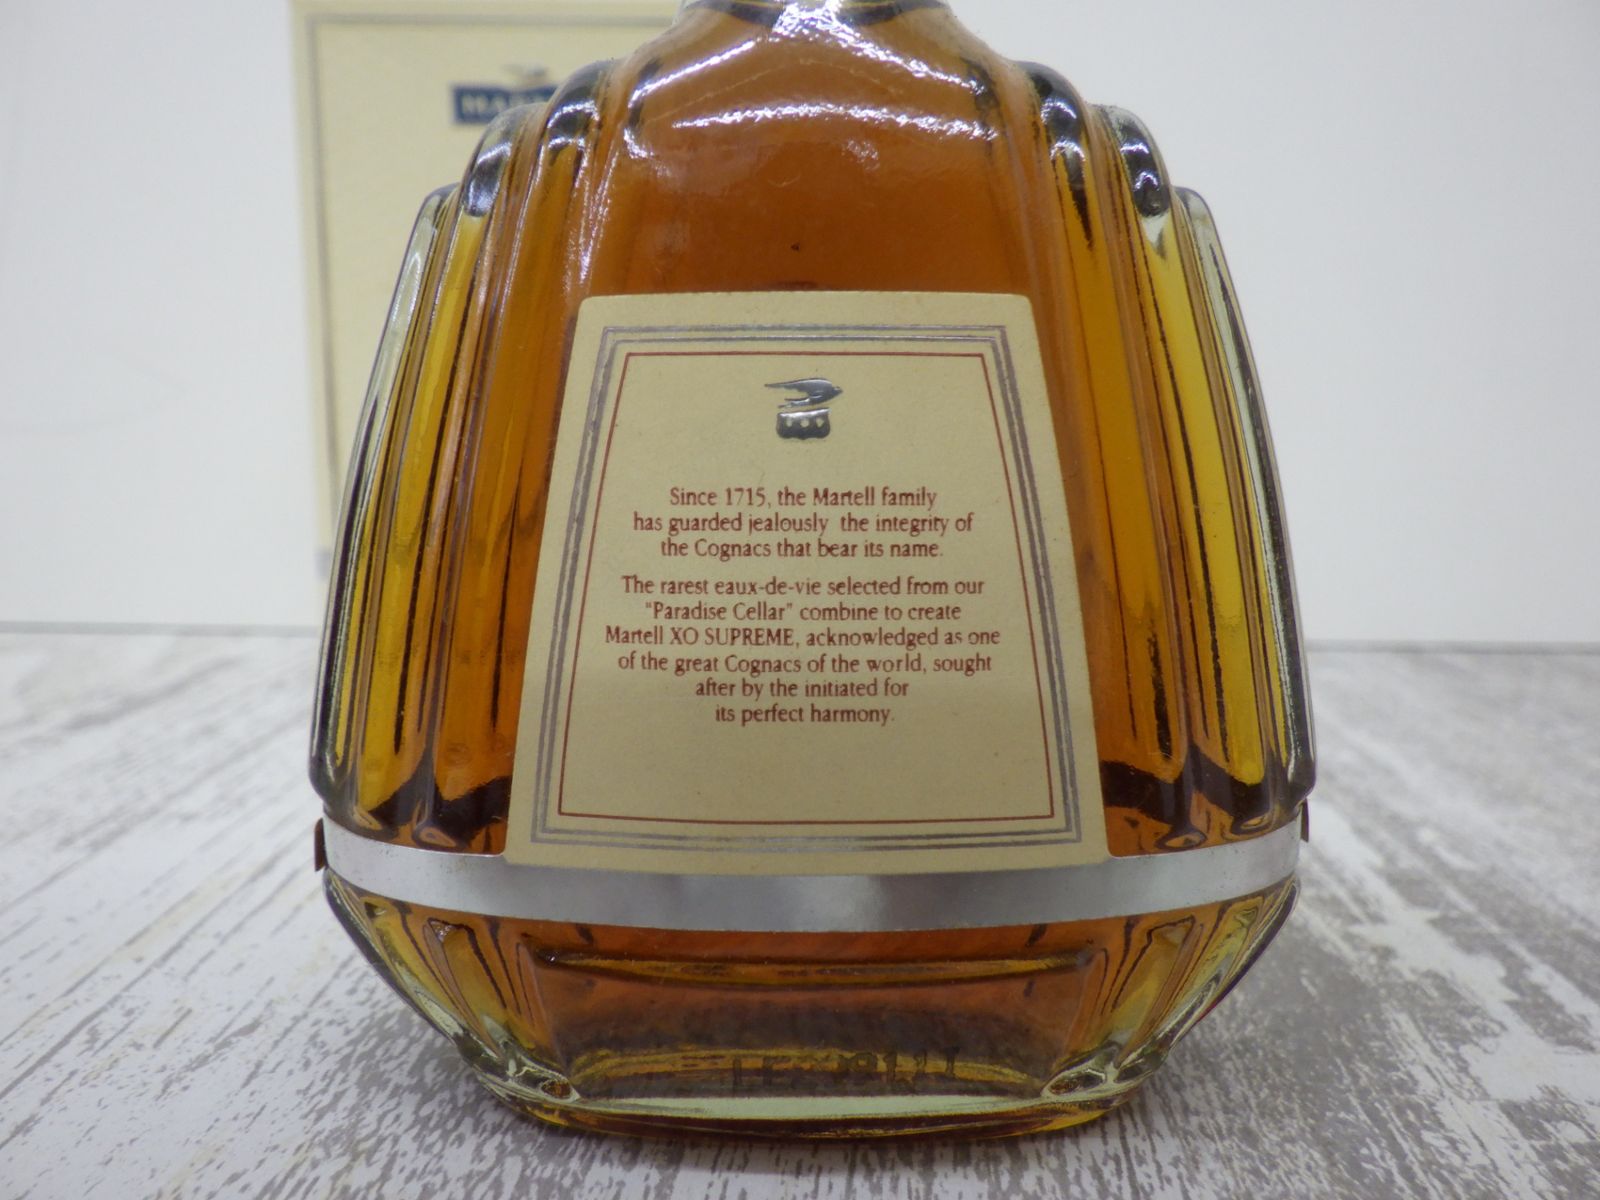 Since 1715, the Martell family
has guarded jealously the integrity of
the Cognacs that bear its name.
The rarest eaux-de-vie selected from our
"Paradise Cellar" combine to create
Martell XO SUPREME, acknowledged as one
of the great Cognacs of the world, sought
after by the initiated for
its perfect harmony.